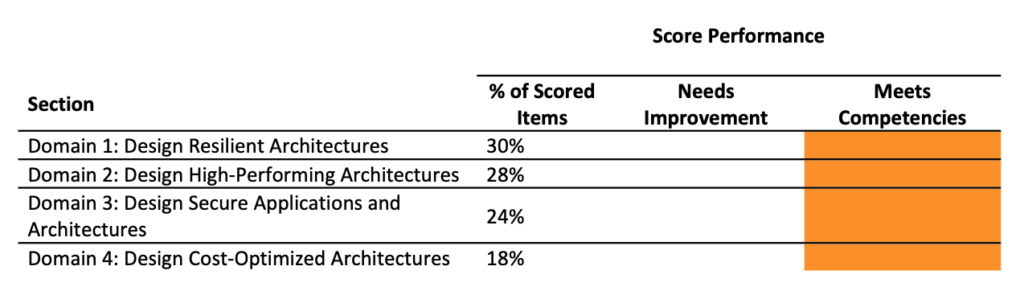 Score Performance
Section
% of Scored Items
Needs Improvement
Meets Competencies
Domain 1: Design Resilient Architectures 30%
Domain 2: Design High-Performing Architectures 28%
Domain 3: Design Secure Applications and
Architectures 24%
Domain 4: Design Cost-Optimized Architectures 18%